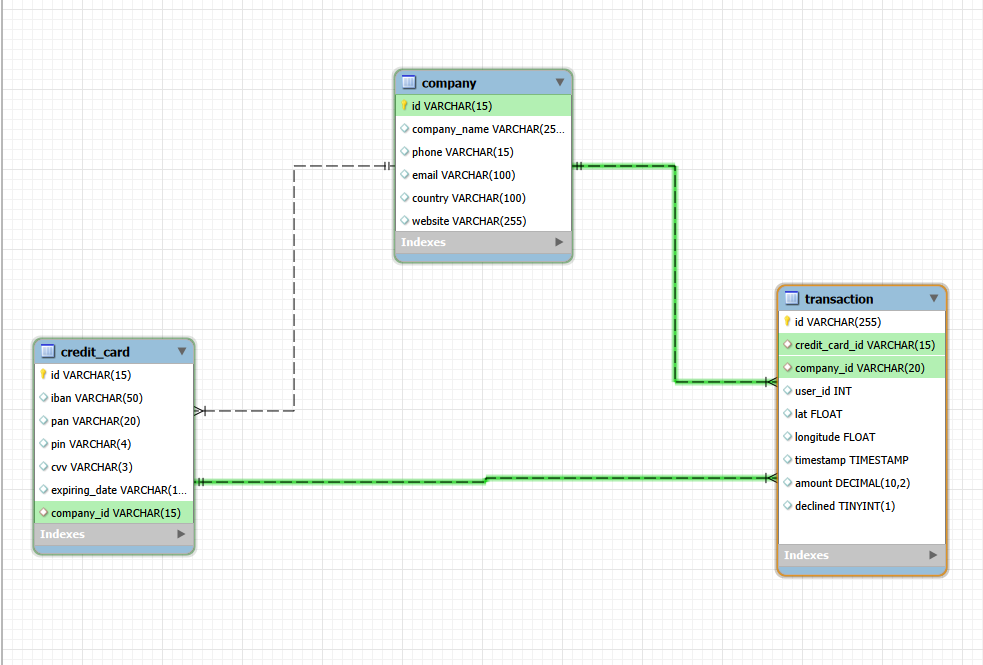 company
id VARCHAR(15)
company_name VARCHAR(25...
phone VARCHAR(15)
email VARCHAR(100)
country VARCHAR(100)
website VARCHAR(255)
Indexes
transaction
id VARCHAR(255)
credit_card_id VARCHAR(15)
company_id VARCHAR(20)
user_id INT
lat FLOAT
longitude FLOAT
timestamp TIMESTAMP
amount DECIMAL(10,2)
declined TINYINT(1)
Indexes
credit_card
id VARCHAR(15)
iban VARCHAR(50)
pan VARCHAR(20)
pin VARCHAR(4)
cvv VARCHAR(3)
expiring_date VARCHAR(1...
company_id VARCHAR(15)
Indexes